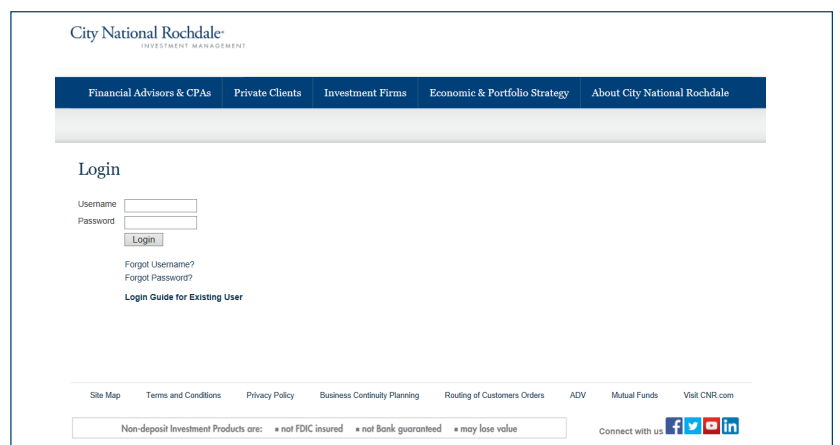 City National Rochdale®
INVESTMENT MANAGEMENT
Financial Advisors & CPAs Private Clients Investment Firms Economic & Portfolio Strategy About City National Rochdale
Login
Username
Password
Login
Forgot Username?
Forgot Password?
Login Guide for Existing User
Site Map Terms and Conditions Privacy Policy Business Continuity Planning Routing of Customers Orders ADV Mutual Funds Visit CNR.com
Non-deposit Investment Products are: ■ not FDIC insured ■ not Bank guaranteed ■ may lose value Connect with us